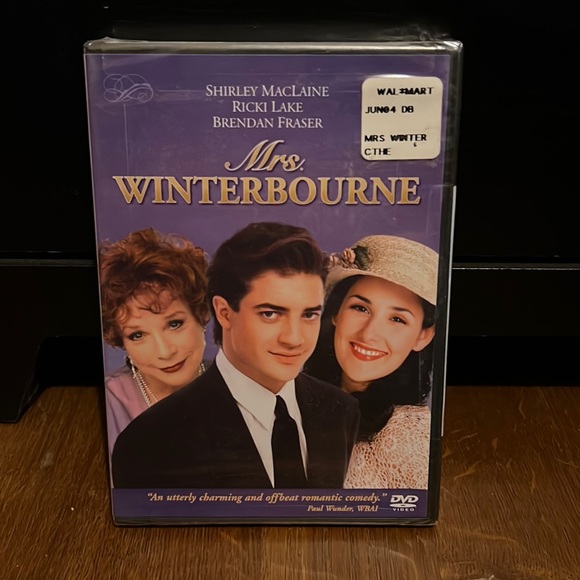 SHIRLEY MACLAINE
RICKI LAKE
BRENDAN FRASER
WAL*MART
JUN04 DB
MRS WINTER
CTHE
Mrs.
WINTERBOURNE
"An utterly charming and offbeat romantic comedy."
Paul Wunder, WBAI
DVD
VIDEO